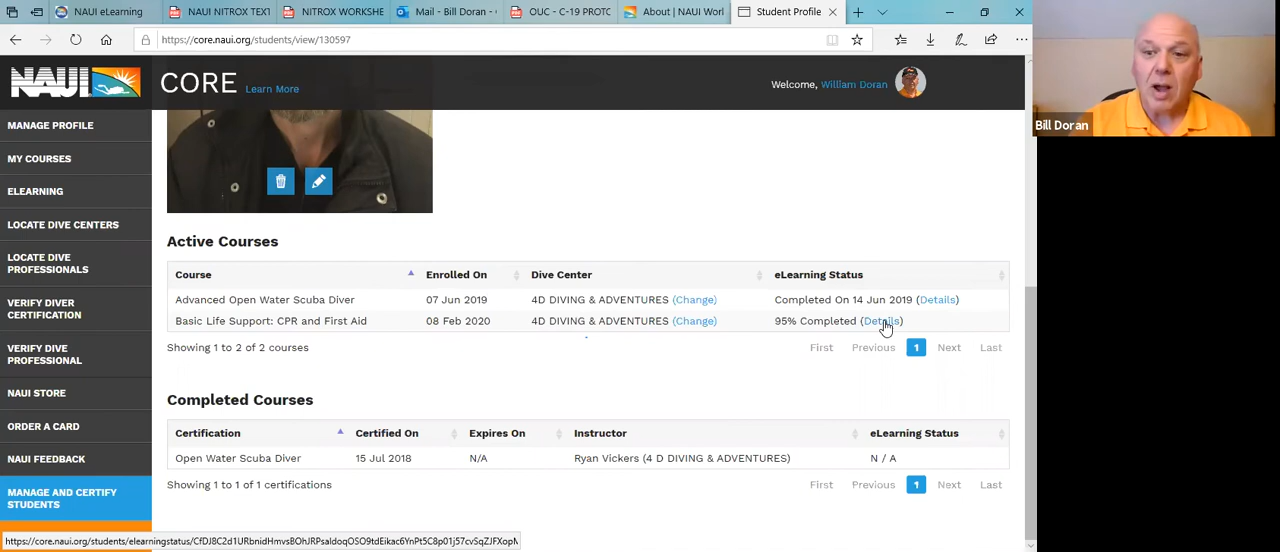 NAUI eLearning
NAUI NITROX TEXT
NITROX WORKSHE
Mail - Bill Doran -
OUC - C-19 PROTO
About | NAUI Worl
Student Profile
https://core.naui.org/students/view/130597
NAUI
CORE
Learn More
Welcome, William Doran
MANAGE PROFILE
MY COURSES
ELEARNING
LOCATE DIVE CENTERS
LOCATE DIVE
PROFESSIONALS
VERIFY DIVER
CERTIFICATION
VERIFY DIVE
PROFESSIONAL
NAUI STORE
ORDER A CARD
NAUI FEEDBACK
MANAGE AND CERTIFY
STUDENTS
Active Courses
Course Enrolled On Dive Center eLearning Status
Advanced Open Water Scuba Diver 07 Jun 2019 4D DIVING & ADVENTURES (Change) Completed On 14 Jun 2019 (Details)
Basic Life Support: CPR and First Aid 08 Feb 2020 4D DIVING & ADVENTURES (Change) 95% Completed (Details)
Showing 1 to 2 of 2 courses First Previous 1 Next Last
Completed Courses
Certification Certified On Expires On Instructor eLearning Status
Open Water Scuba Diver 15 Jul 2018 N/A Ryan Vickers (4 D DIVING & ADVENTURES) N / A
Showing 1 to 1 of 1 certifications First Previous 1 Next Last
Bill Doran